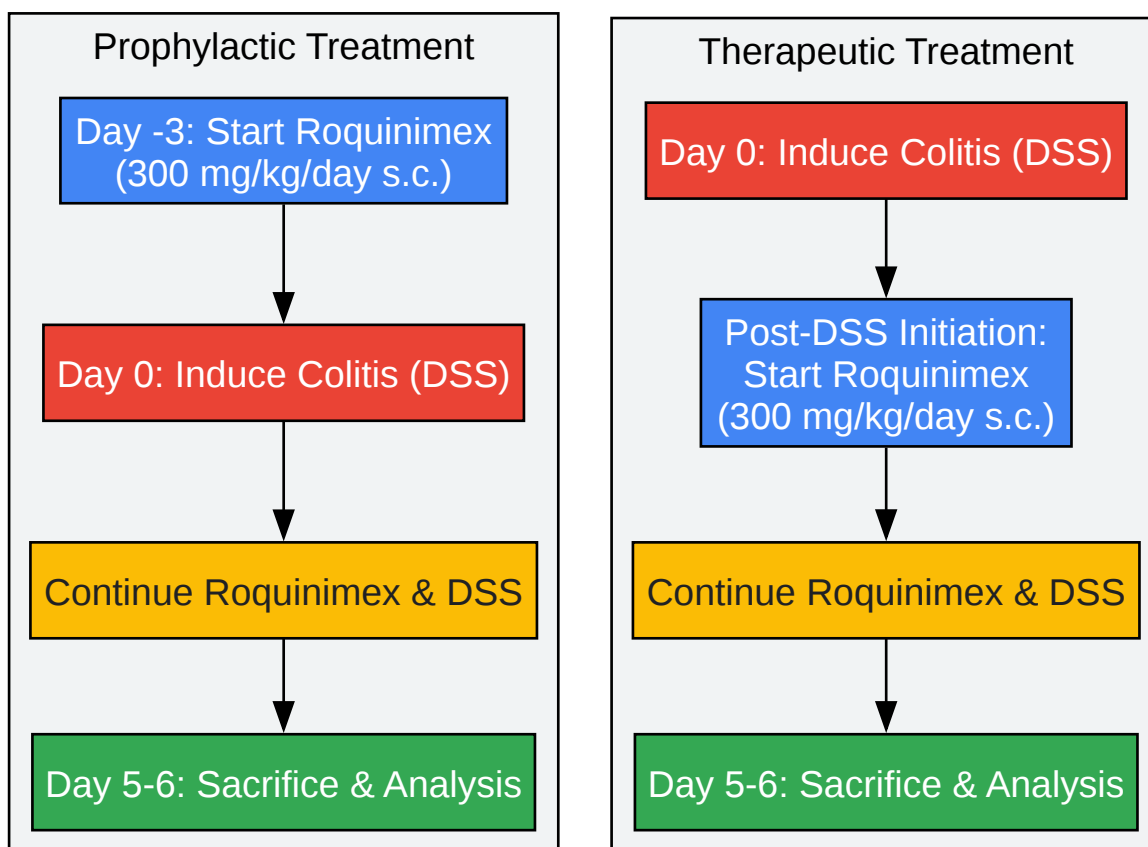 Prophylactic Treatment
Day -3: Start Roquinimex
(300 mg/kg/day s.c.)
Day 0: Induce Colitis (DSS)
Continue Roquinimex & DSS
Day 5-6: Sacrifice & Analysis
Therapeutic Treatment
Day 0: Induce Colitis (DSS)
Post-DSS Initiation:
Start Roquinimex
(300 mg/kg/day s.c.)
Continue Roquinimex & DSS
Day 5-6: Sacrifice & Analysis